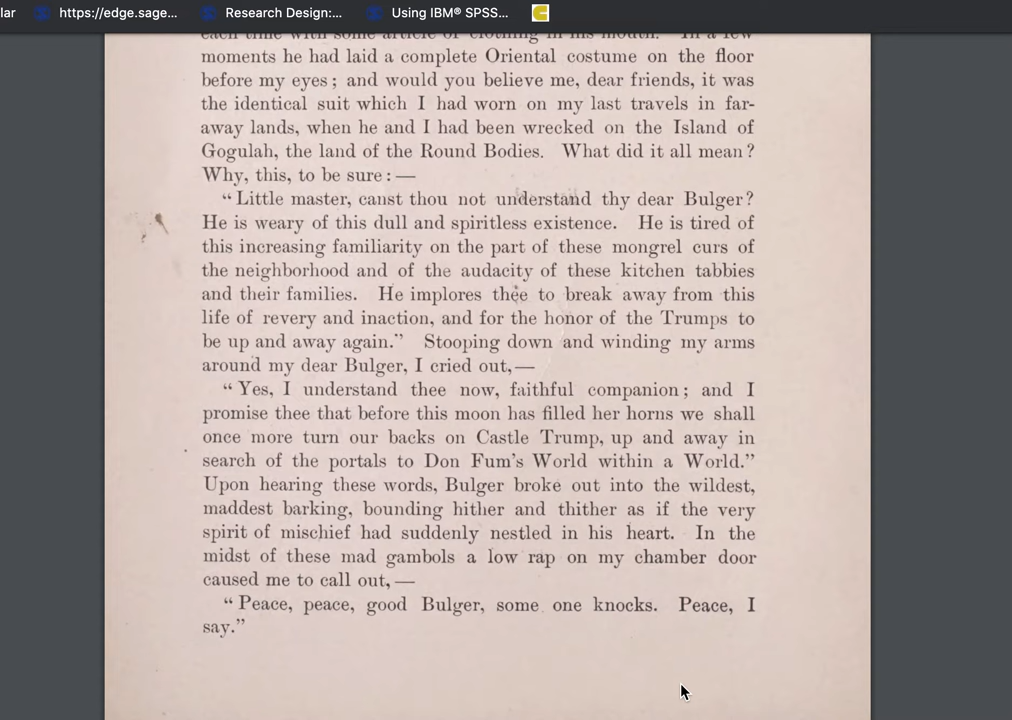 lar https://edge.sage... Research Design:... Using IBM® SPSS...
each time with some article of clothing in his mouth. In a few
moments he had laid a complete Oriental costume on the floor
before my eyes; and would you believe me, dear friends, it was
the identical suit which I had worn on my last travels in far-
away lands, when he and I had been wrecked on the Island of
Gogulah, the land of the Round Bodies. What did it all mean?
Why, this, to be sure:—
“Little master, canst thou not understand thy dear Bulger?
He is weary of this dull and spiritless existence. He is tired of
this increasing familiarity on the part of these mongrel curs of
the neighborhood and of the audacity of these kitchen tabbies
and their families. He implores thee to break away from this
life of revery and inaction, and for the honor of the Trumps to
be up and away again.” Stooping down and winding my arms
around my dear Bulger, I cried out,—
“Yes, I understand thee now, faithful companion; and I
promise thee that before this moon has filled her horns we shall
once more turn our backs on Castle Trump, up and away in
search of the portals to Don Fum's World within a World.”
Upon hearing these words, Bulger broke out into the wildest,
maddest barking, bounding hither and thither as if the very
spirit of mischief had suddenly nestled in his heart. In the
midst of these mad gambols a low rap on my chamber door
caused me to call out,—
“Peace, peace, good Bulger, some one knocks. Peace, I
say.”